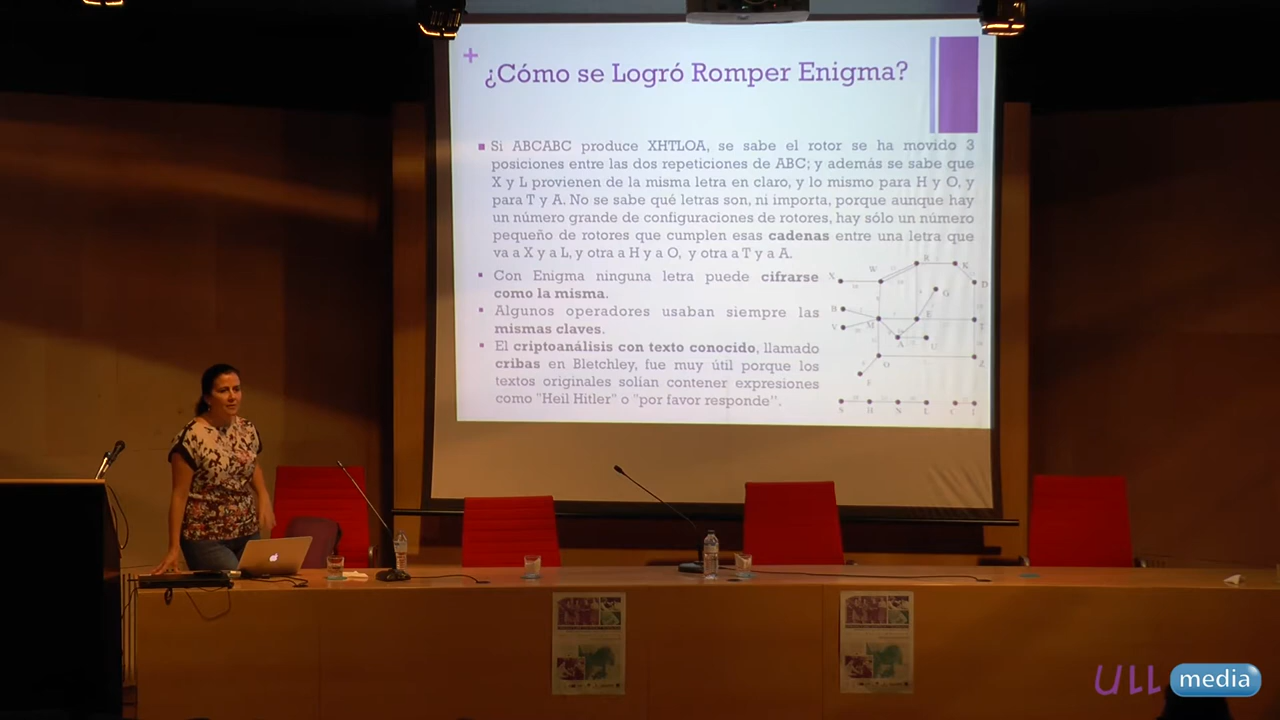 +
¿Cómo se Logró Romper Enigma?
Si ABCABC produce XHTLOA, se sabe el rotor se ha movido 3
posiciones entre las dos repeticiones de ABC; y además se sabe que
X y L provienen de la misma letra en claro, y lo mismo para H y O, y
para T y A. No se sabe qué letras son, ni importa, porque aunque hay
un número grande de configuraciones de rotores, hay sólo un número
pequeño de rotores que cumplen esas cadenas entre una letra que
va a X y a L, y otra a H y a O, y otra a T y a A.
Con Enigma ninguna letra puede cifrarse
como la misma.
Algunos operadores usaban siempre las
mismas claves.
El criptoanálisis con texto conocido, llamado
cribas en Bletchley, fue muy útil porque los
textos originales solían contener expresiones
como "Heil Hitler" o "por favor responde".
X W R K
D
G
B
E
V M T
A U
O Z
F
S H N L C I
ULL media